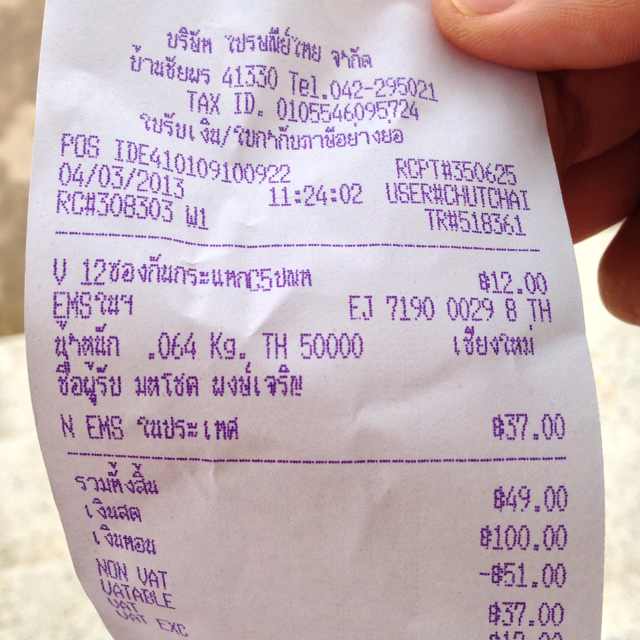 บริษัท ไปรษณีย์ไทย จำกัด
บ้านชัยพร 41330 Tel.042-295021
TAX ID. 0105546095724
ใบรับเงิน/ใบกำกับภาษีอย่างย่อ
POS IDE410109100922 RCPT#350625
04/03/2013 11:24:02 USER#CHUTCHAI
RC#308303 W1 TR#518361
V 12ซองกันกระแทกC5ปณท ฿12.00
EMSในฯ EJ 7190 0029 8 TH
น้ำหนัก .064 Kg. TH 50000 เชียงใหม่
ชื่อผู้รับ มหโชค พงษ์เจริญ
N EMS ในประเทศ ฿37.00
รวมทั้งสิ้น ฿49.00
เงินสด ฿100.00
เงินทอน -฿51.00
NON VAT ฿37.00
VATABLE ฿12.00
VAT
VAT EXC